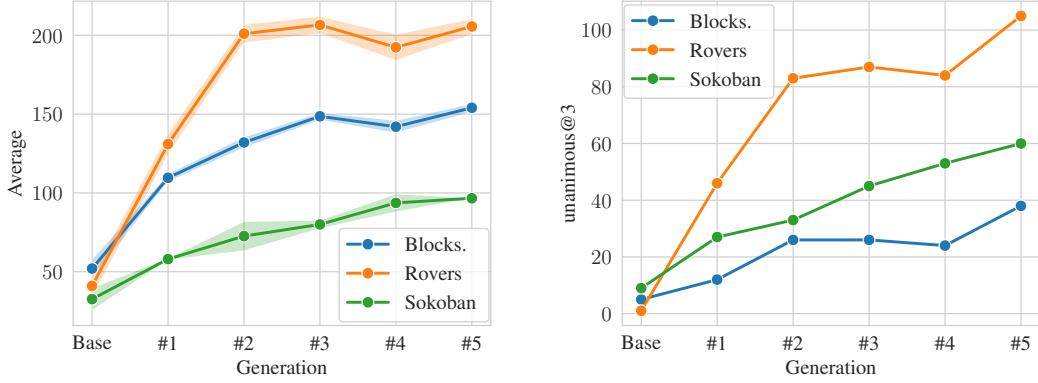 200
150
100
50
Average
Base #1 #2 #3 #4 #5
Generation
Blocks.
Rovers
Sokoban
100
80
60
40
20
0
unanimous@3
Base #1 #2 #3 #4 #5
Generation
Blocks.
Rovers
Sokoban